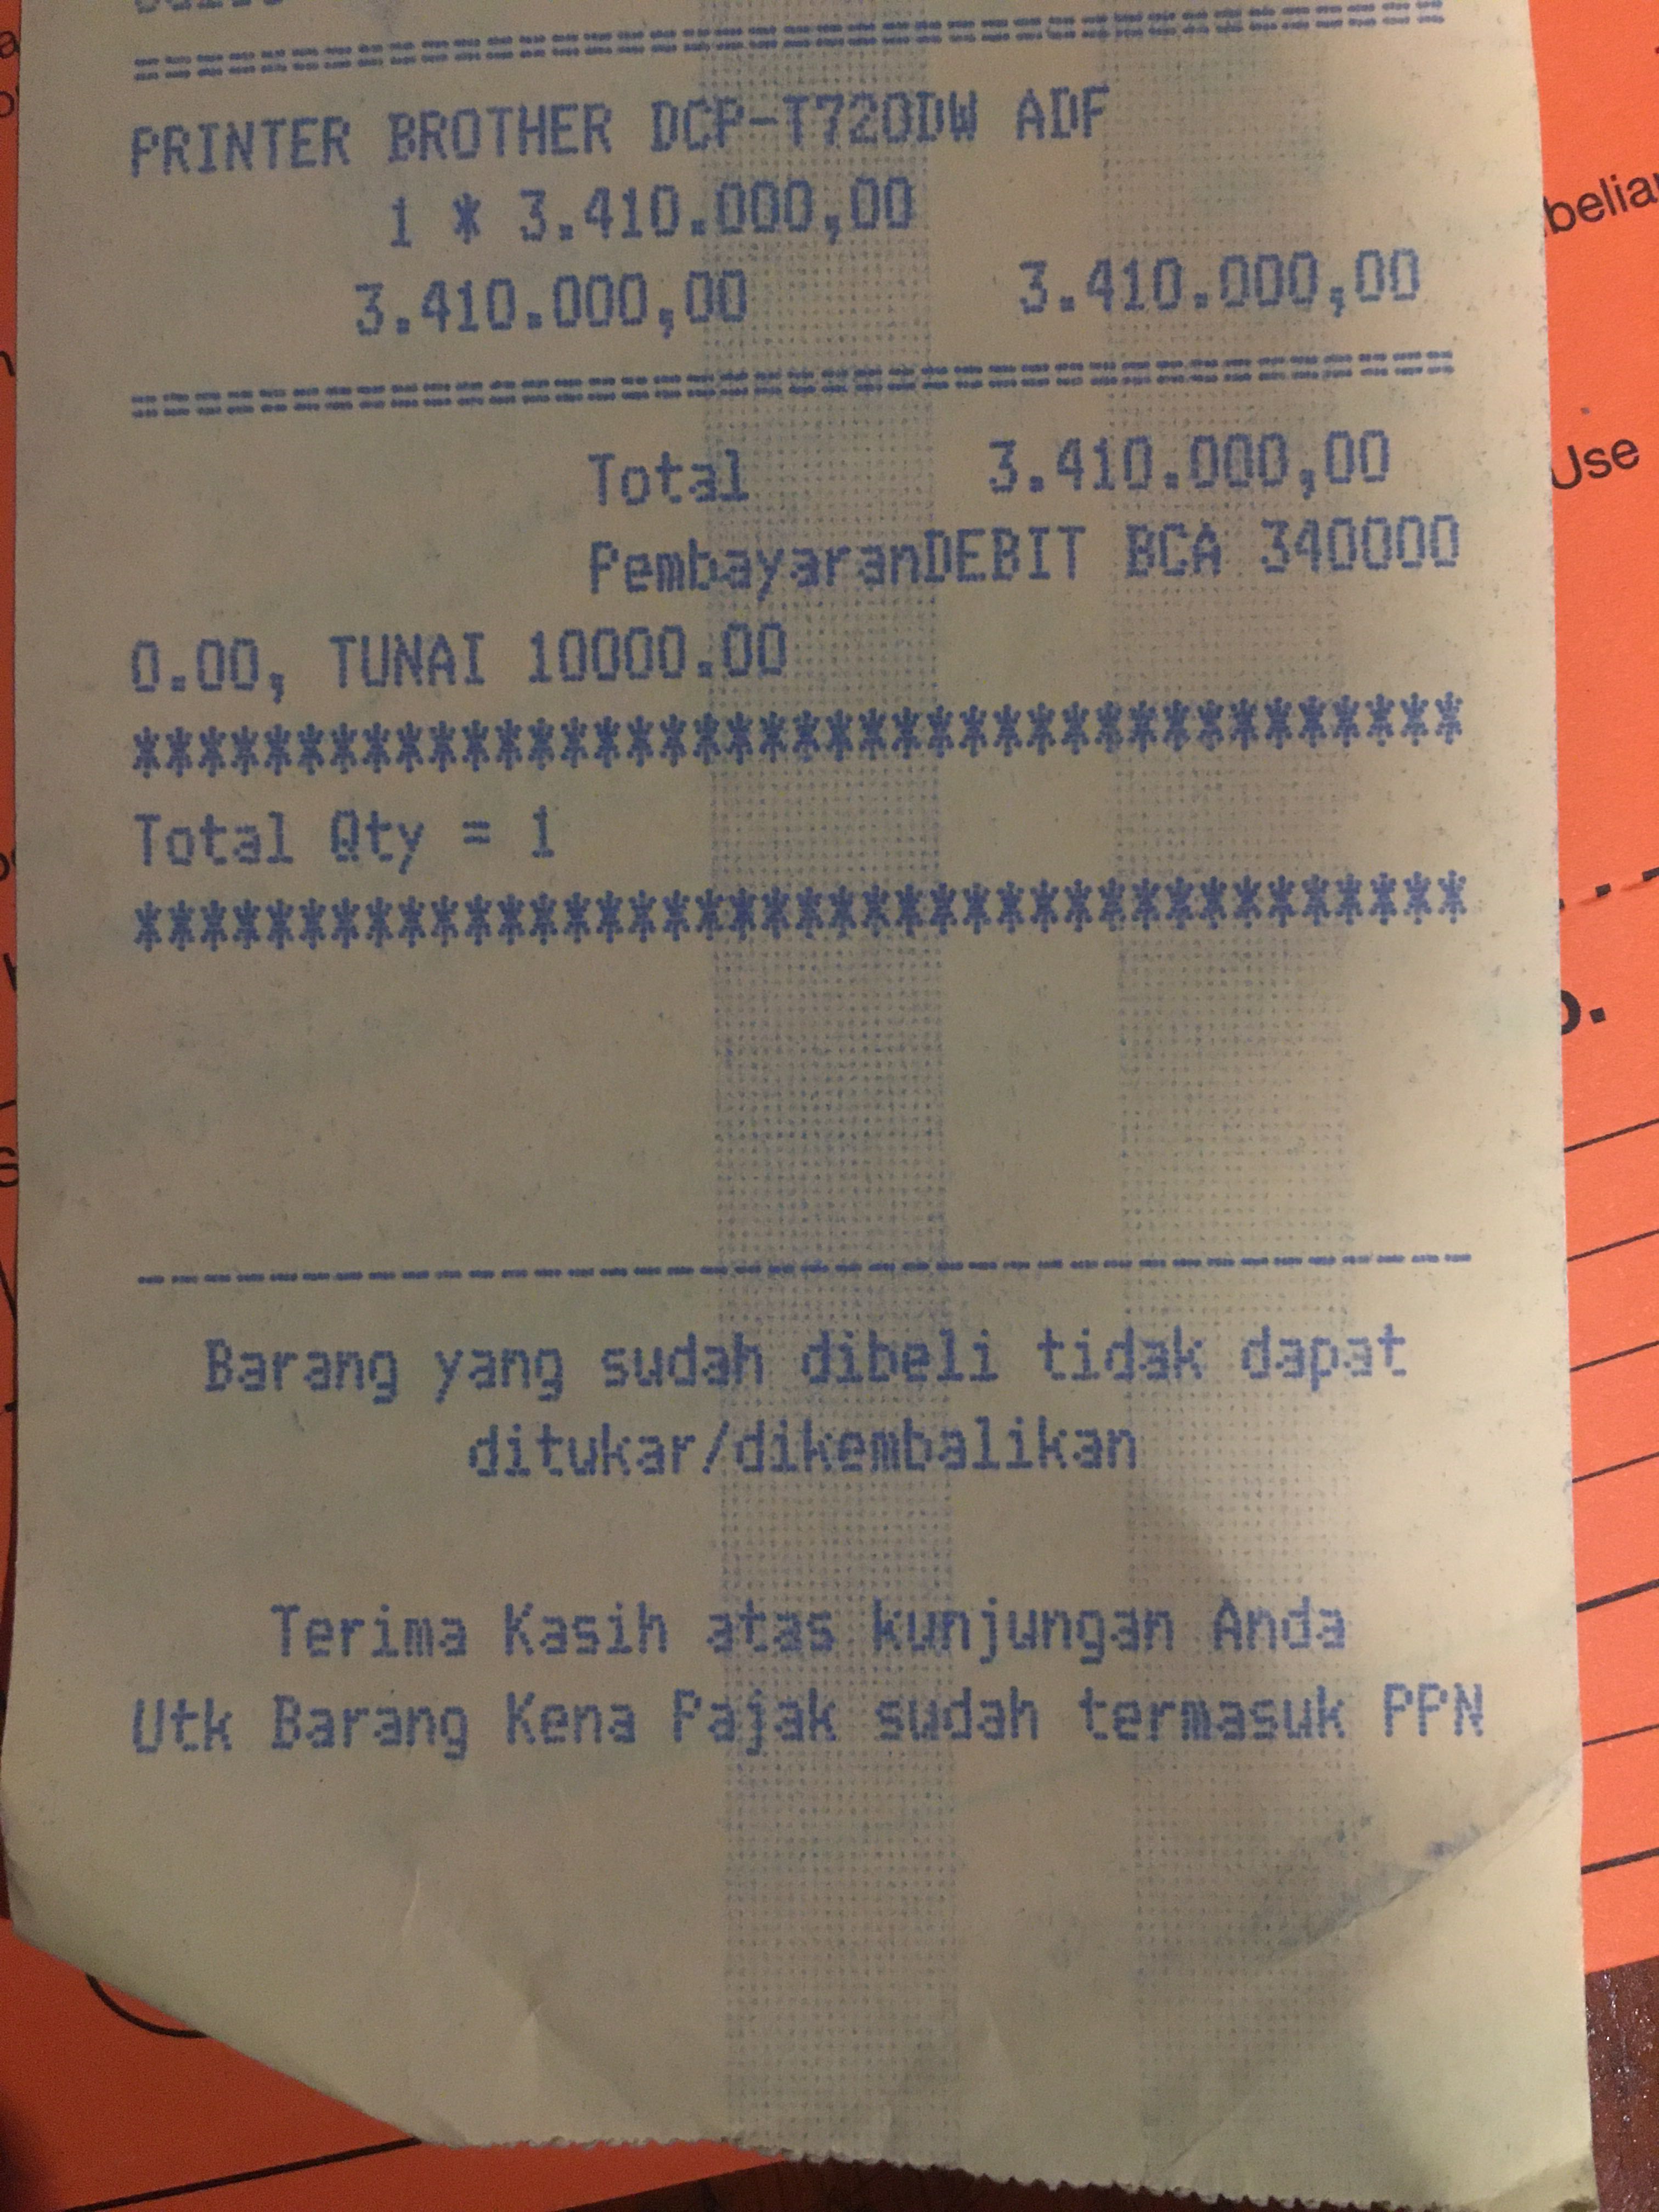 PRINTER BROTHER DCP-T720DW ADF
1 * 3.410.000,00
3.410.000,00 3.410.000,00
Total 3.410.000,00
PembayaranDEBIT BCA 340000
0.00, TUNAI 10000.00
****************************************
Total Qty = 1
****************************************
Barang yang sudah dibeli tidak dapat
ditukar/dikembalikan
Terima Kasih atas kunjungan Anda
Utk Barang Kena Pajak sudah termasuk PPN
Use